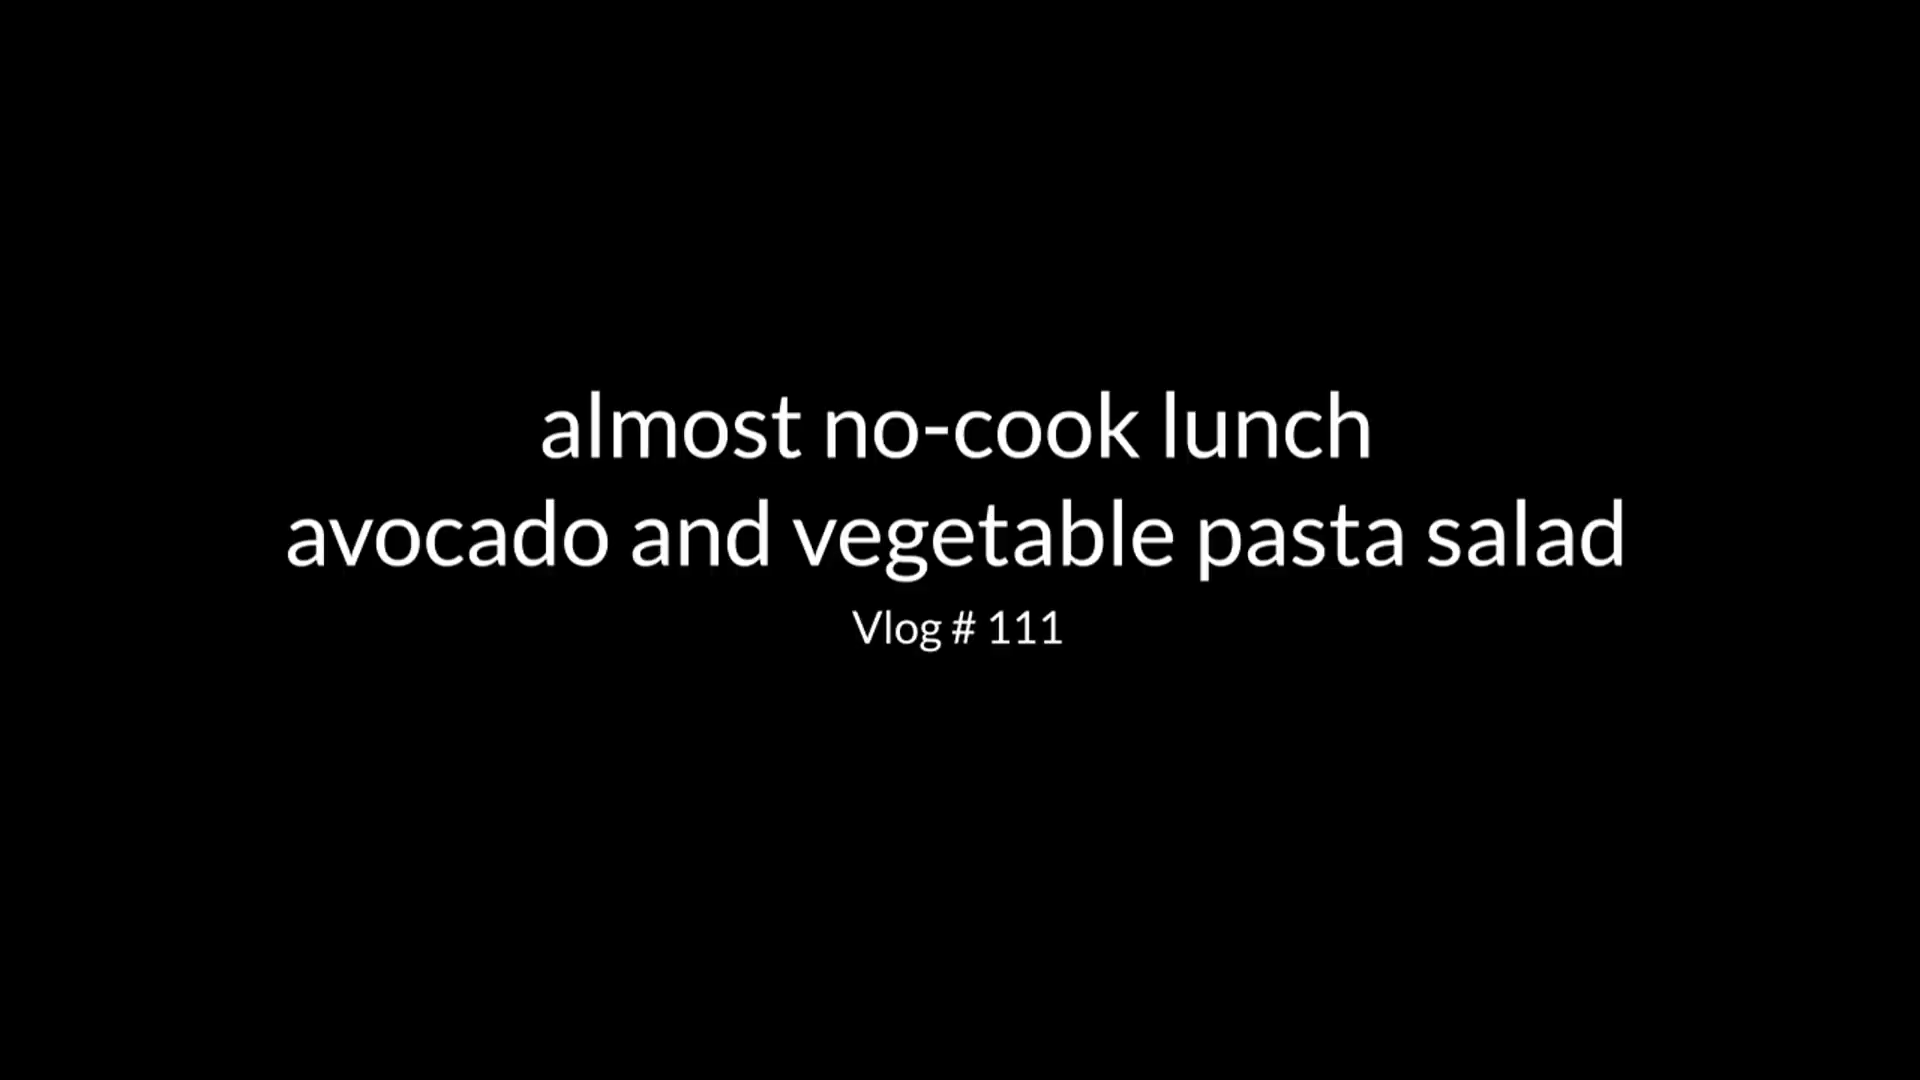 almost no-cook lunch
avocado and vegetable pasta salad
Vlog # 111